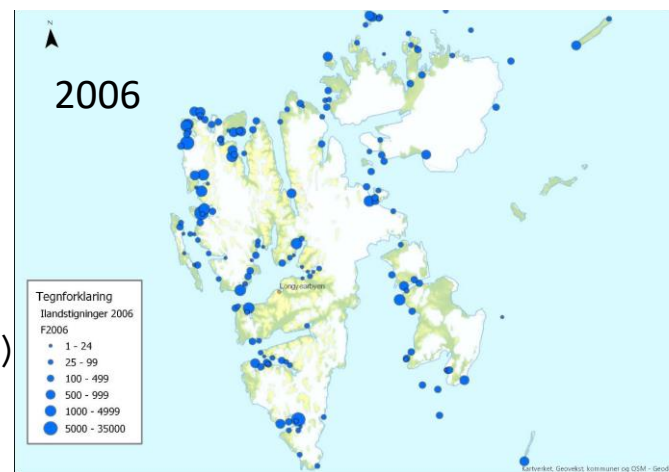 N
2006
Longyearbyen
Tegnforklaring
Ilandstigninger 2006
F2006
1 - 24
25 - 99
100 - 499
500 - 999
1000 - 4999
5000 - 35000
)
Kartverket, Geovekst, kommuner og OSM - Geod